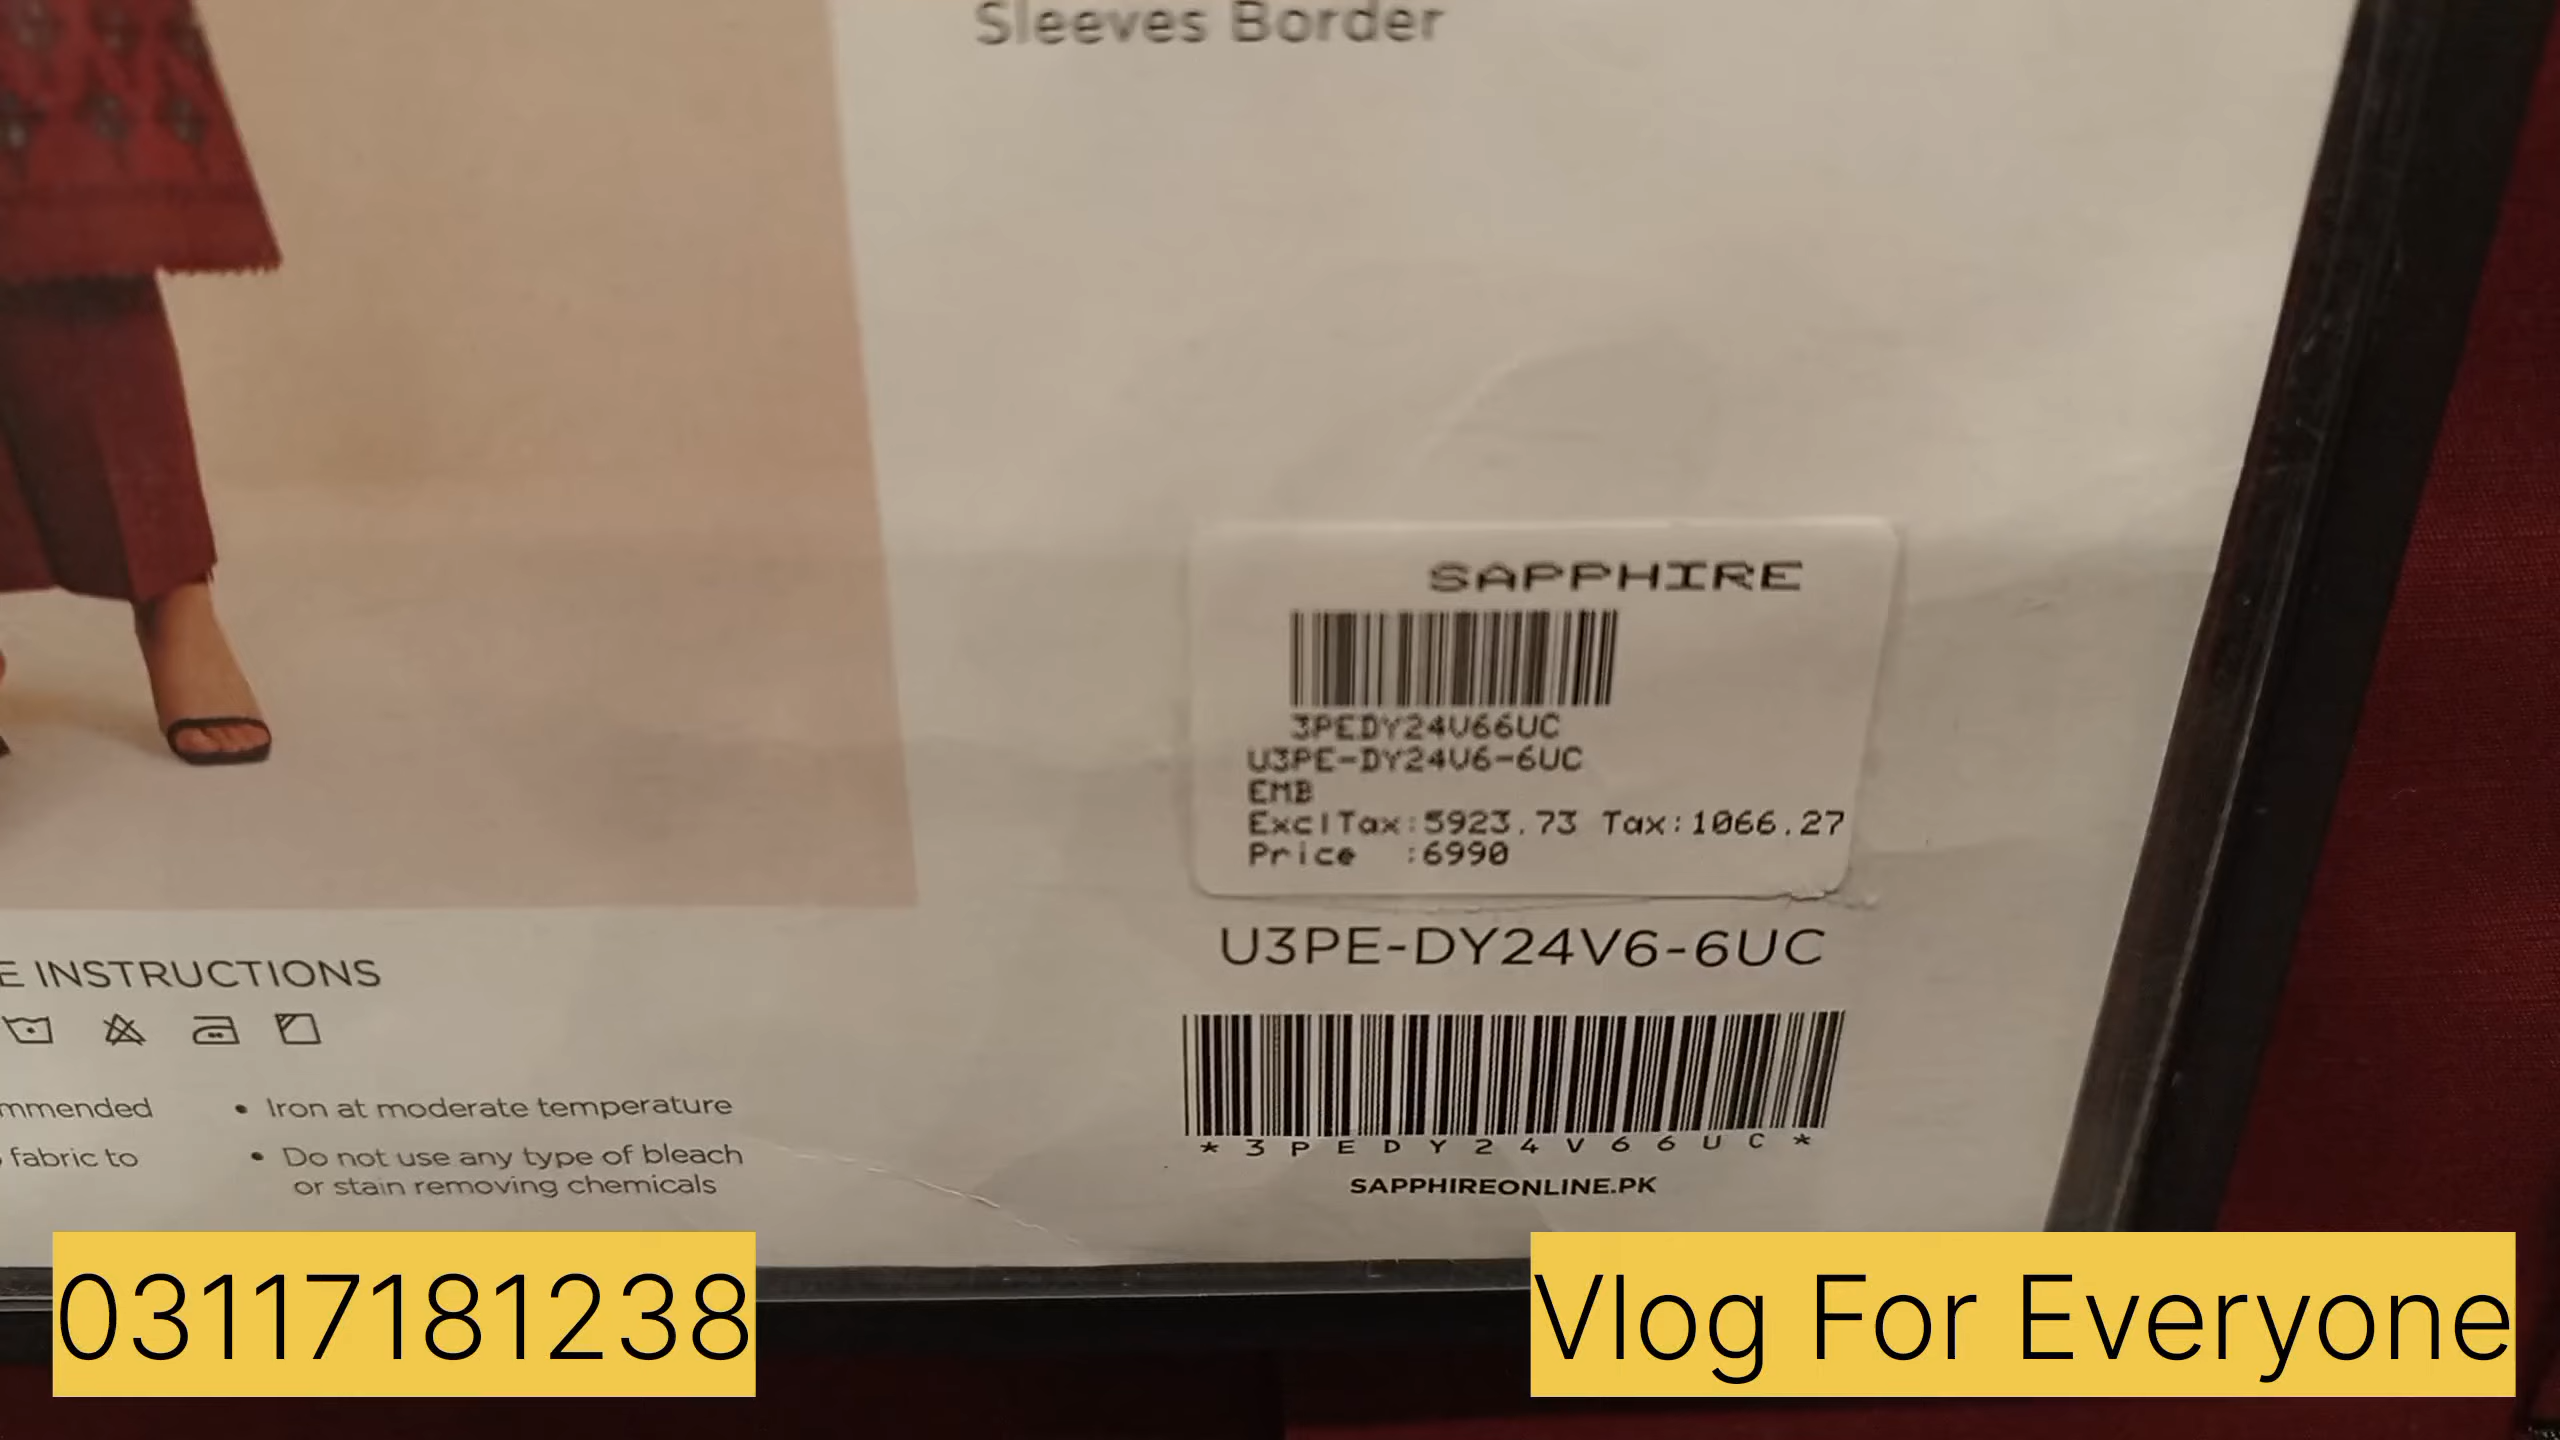 Sleeves Border
SAPPHIRE
3PEDY24V66UC
U3PE-DY24V6-6UC
EMB
ExclTax:5923.73 Tax:1066.27
Price :6990
U3PE-DY24V6-6UC
*3PEDY24V66UC*
SAPPHIREONLINE.PK
E INSTRUCTIONS
mmended
fabric to
• Iron at moderate temperature
• Do not use any type of bleach
or stain removing chemicals
03117181238
Vlog For Everyone